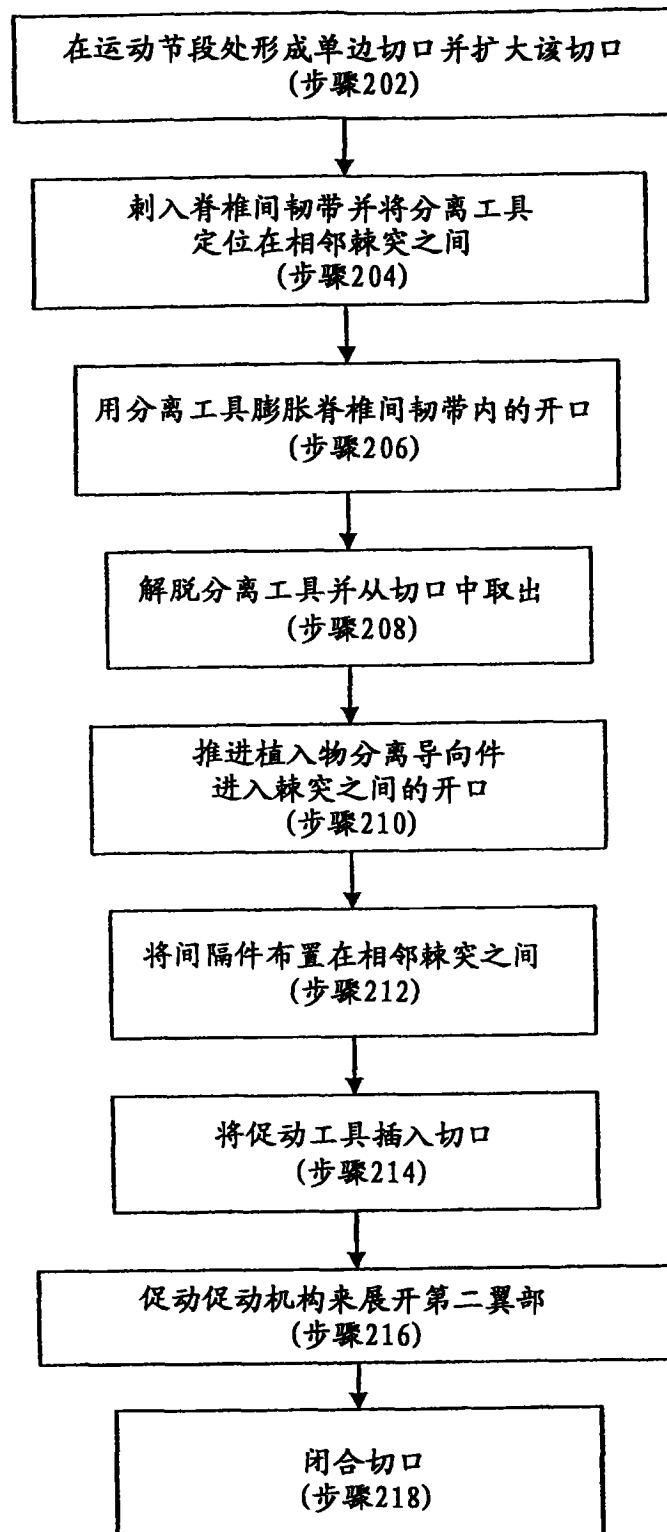 在运动节段处形成单边切口并扩大该切口
(步骤202)
刺入脊椎间韧带并将分离工具
定位在相邻棘突之间
(步骤204)
用分离工具膨胀脊椎间韧带内的开口
(步骤206)
解脱分离工具并从切口中取出
(步骤208)
推进植入物分离导向件
进入棘突之间的开口
(步骤210)
将间隔件布置在相邻棘突之间
(步骤212)
将促动工具插入切口
(步骤214)
促动促动机构来展开第二翼部
(步骤216)
闭合切口
(步骤218)